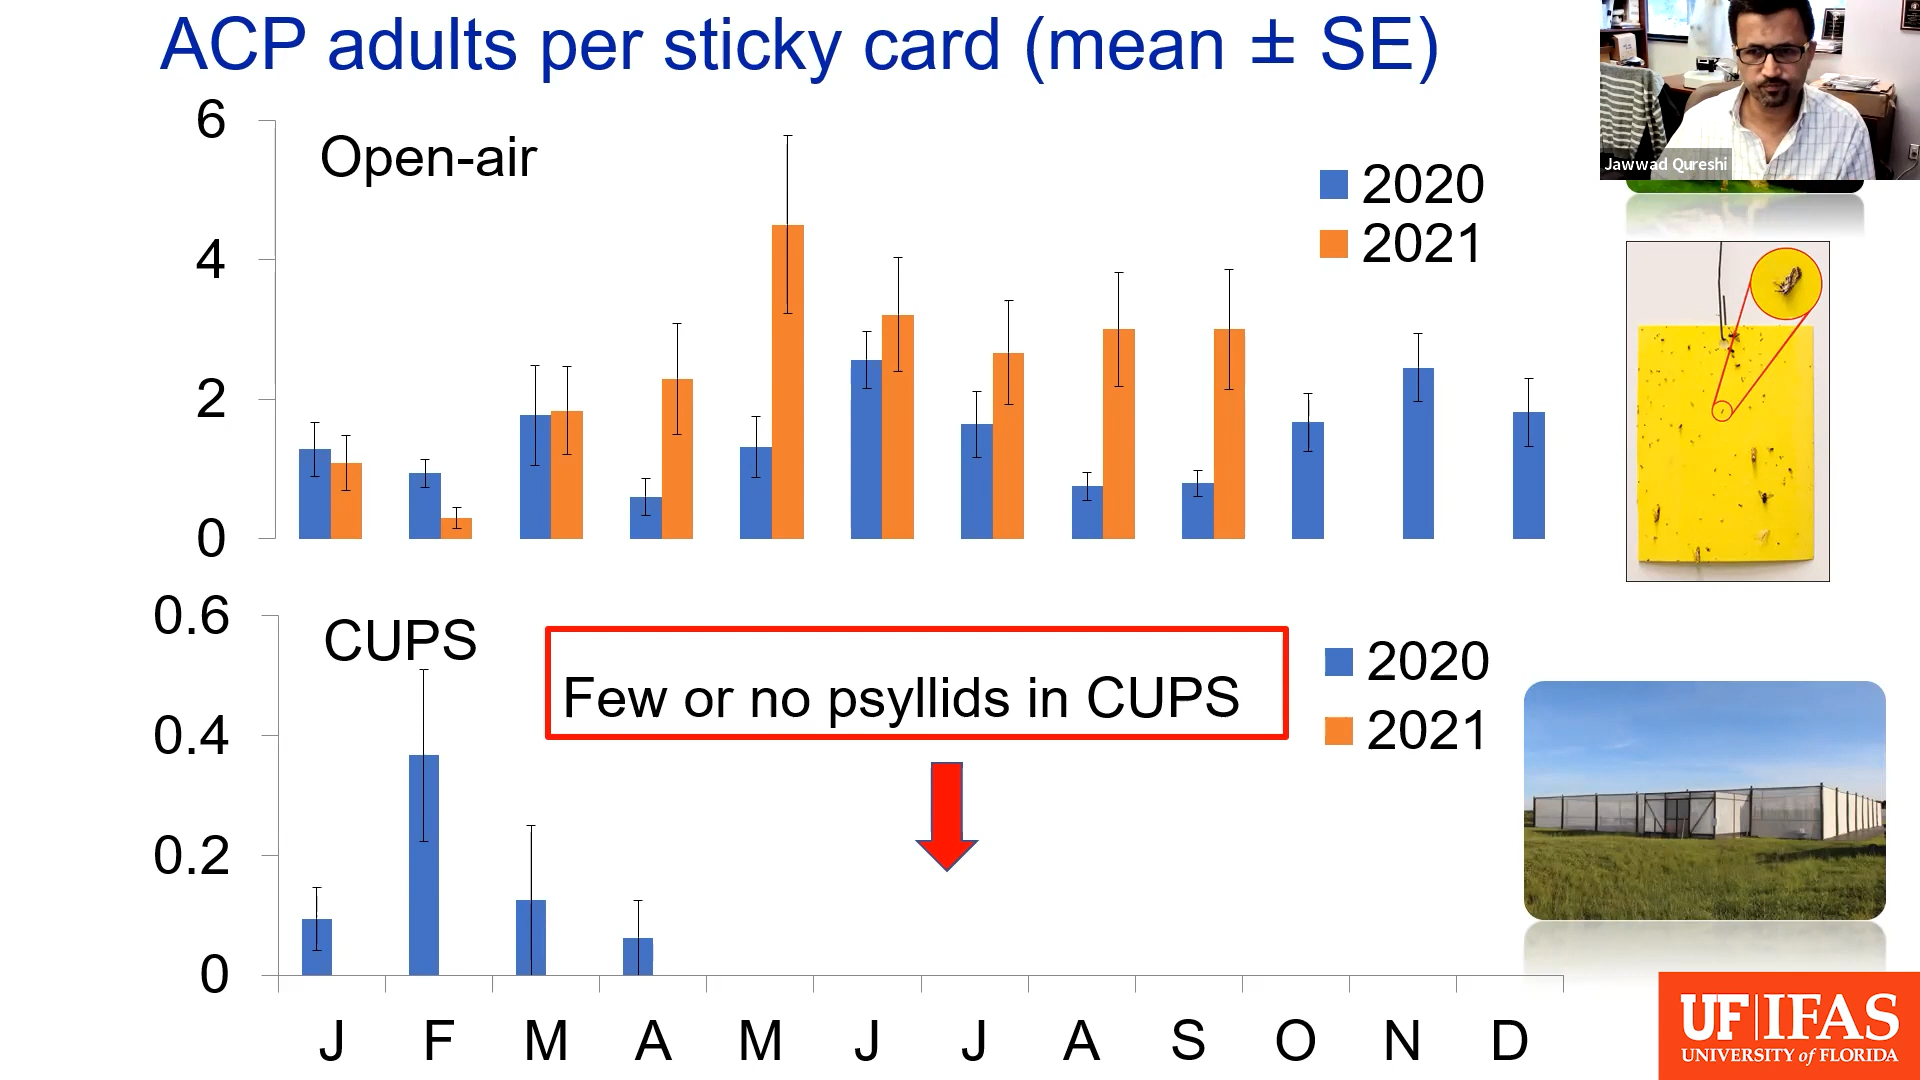 ACP adults per sticky card (mean ± SE)
Jawwad Qureshi
6
4
2
0
Open-air
2020
2021
0.6
0.4
0.2
0
CUPS
Few or no psyllids in CUPS
2020
2021
J F M A M J J A S O N D
UF|IFAS
UNIVERSITY of FLORIDA